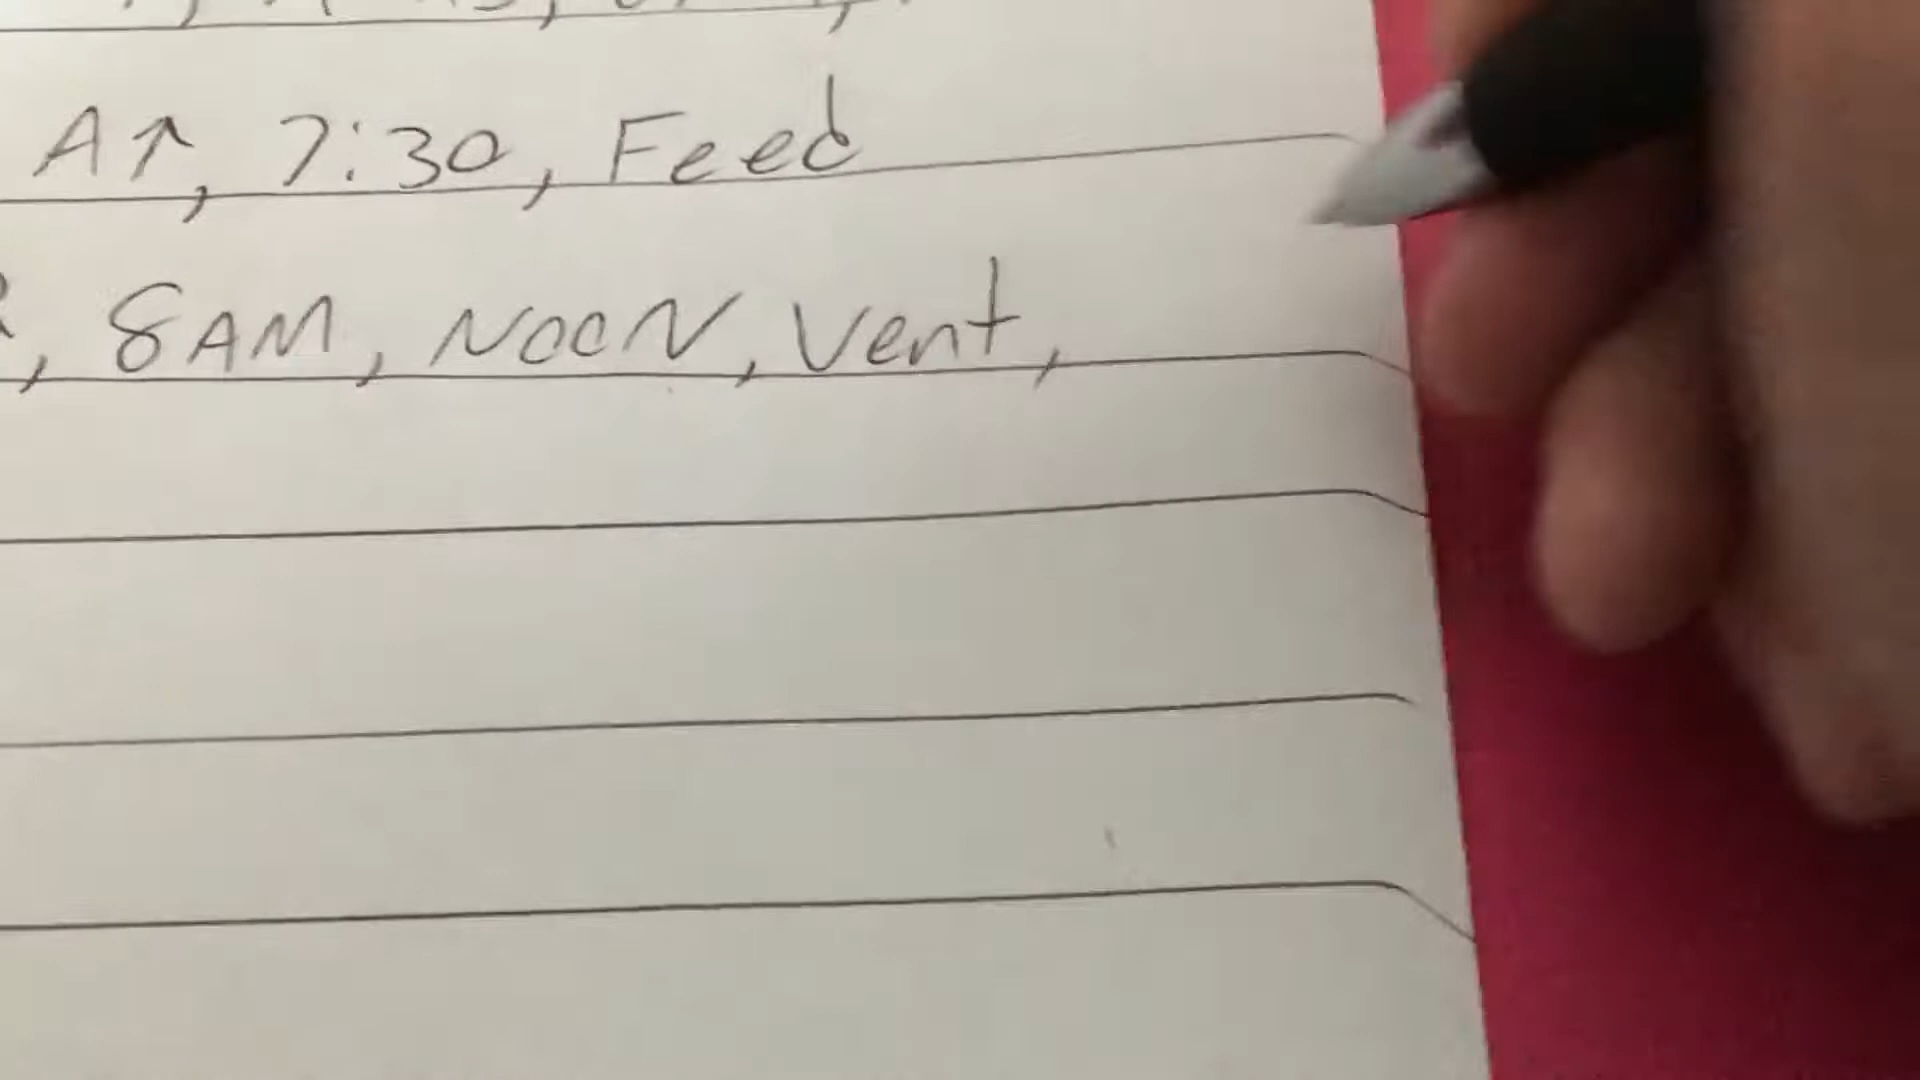 A↑, 7:30, Feed
, 8AM, NOON, Vent,